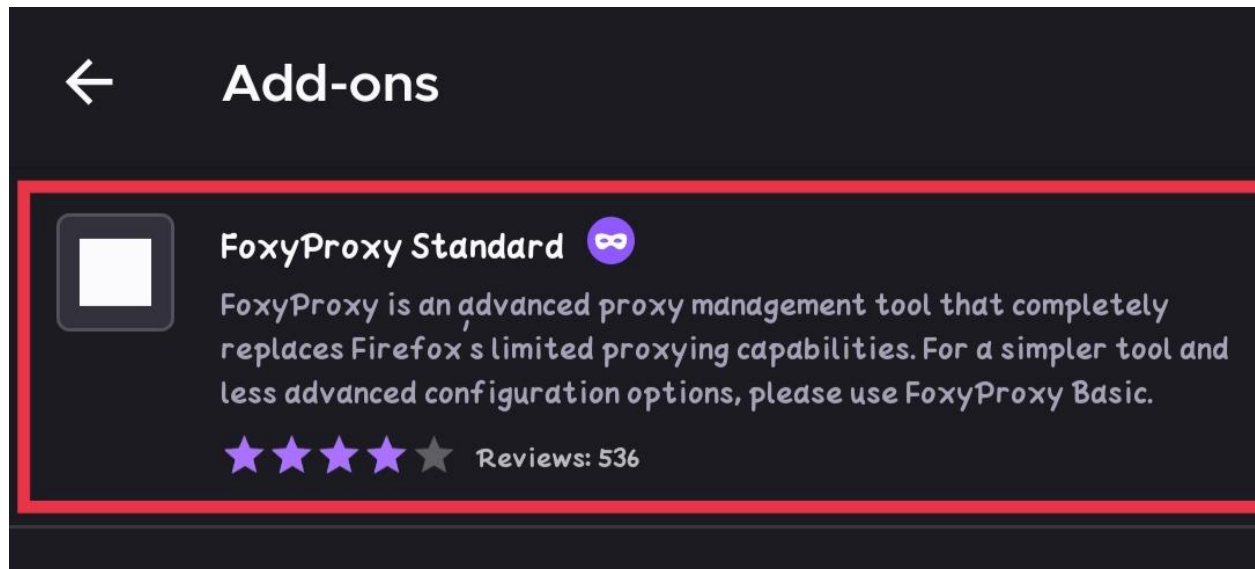 Add-ons
FoxyProxy Standard
FoxyProxy is an advanced proxy management tool that completely
replaces Firefox's limited proxying capabilities. For a simpler tool and
less advanced configuration options, please use FoxyProxy Basic.
Reviews: 536